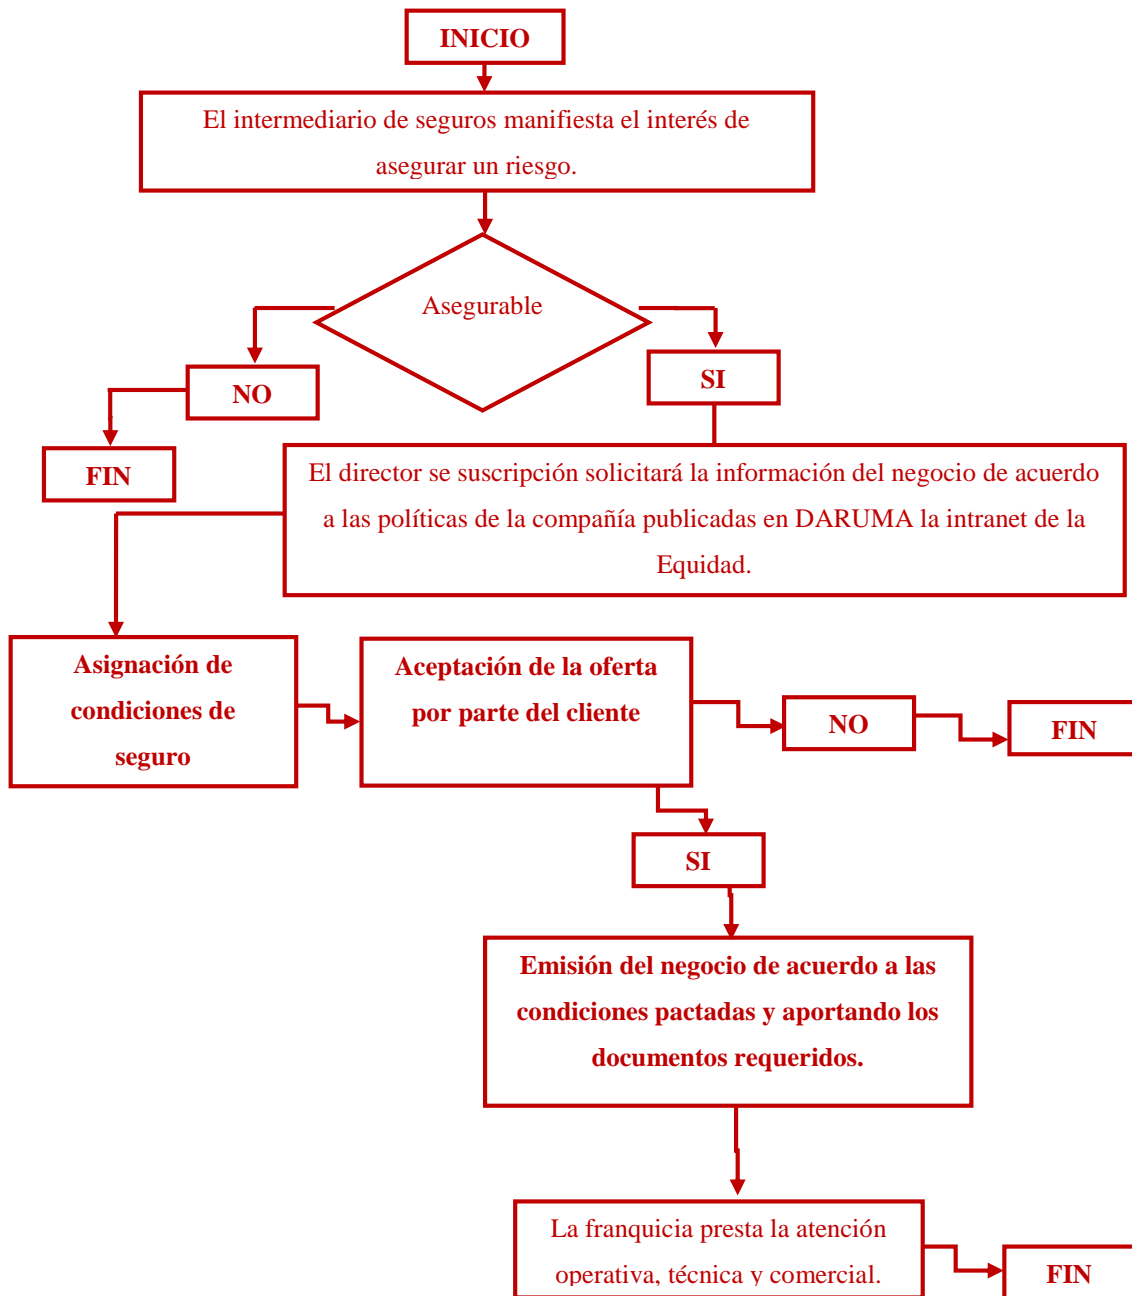 INICIO
El intermediario de seguros manifiesta el interés de
asegurar un riesgo.
Asegurable
NO
SI
FIN
El director se suscripción solicitará la información del negocio de acuerdo
a las políticas de la compañía publicadas en DARUMA la intranet de la
Equidad.
Asignación de
condiciones de
seguro
Aceptación de la oferta
por parte del cliente
NO
FIN
SI
Emisión del negocio de acuerdo a las
condiciones pactadas y aportando los
documentos requeridos.
La franquicia presta la atención
operativa, técnica y comercial.
FIN